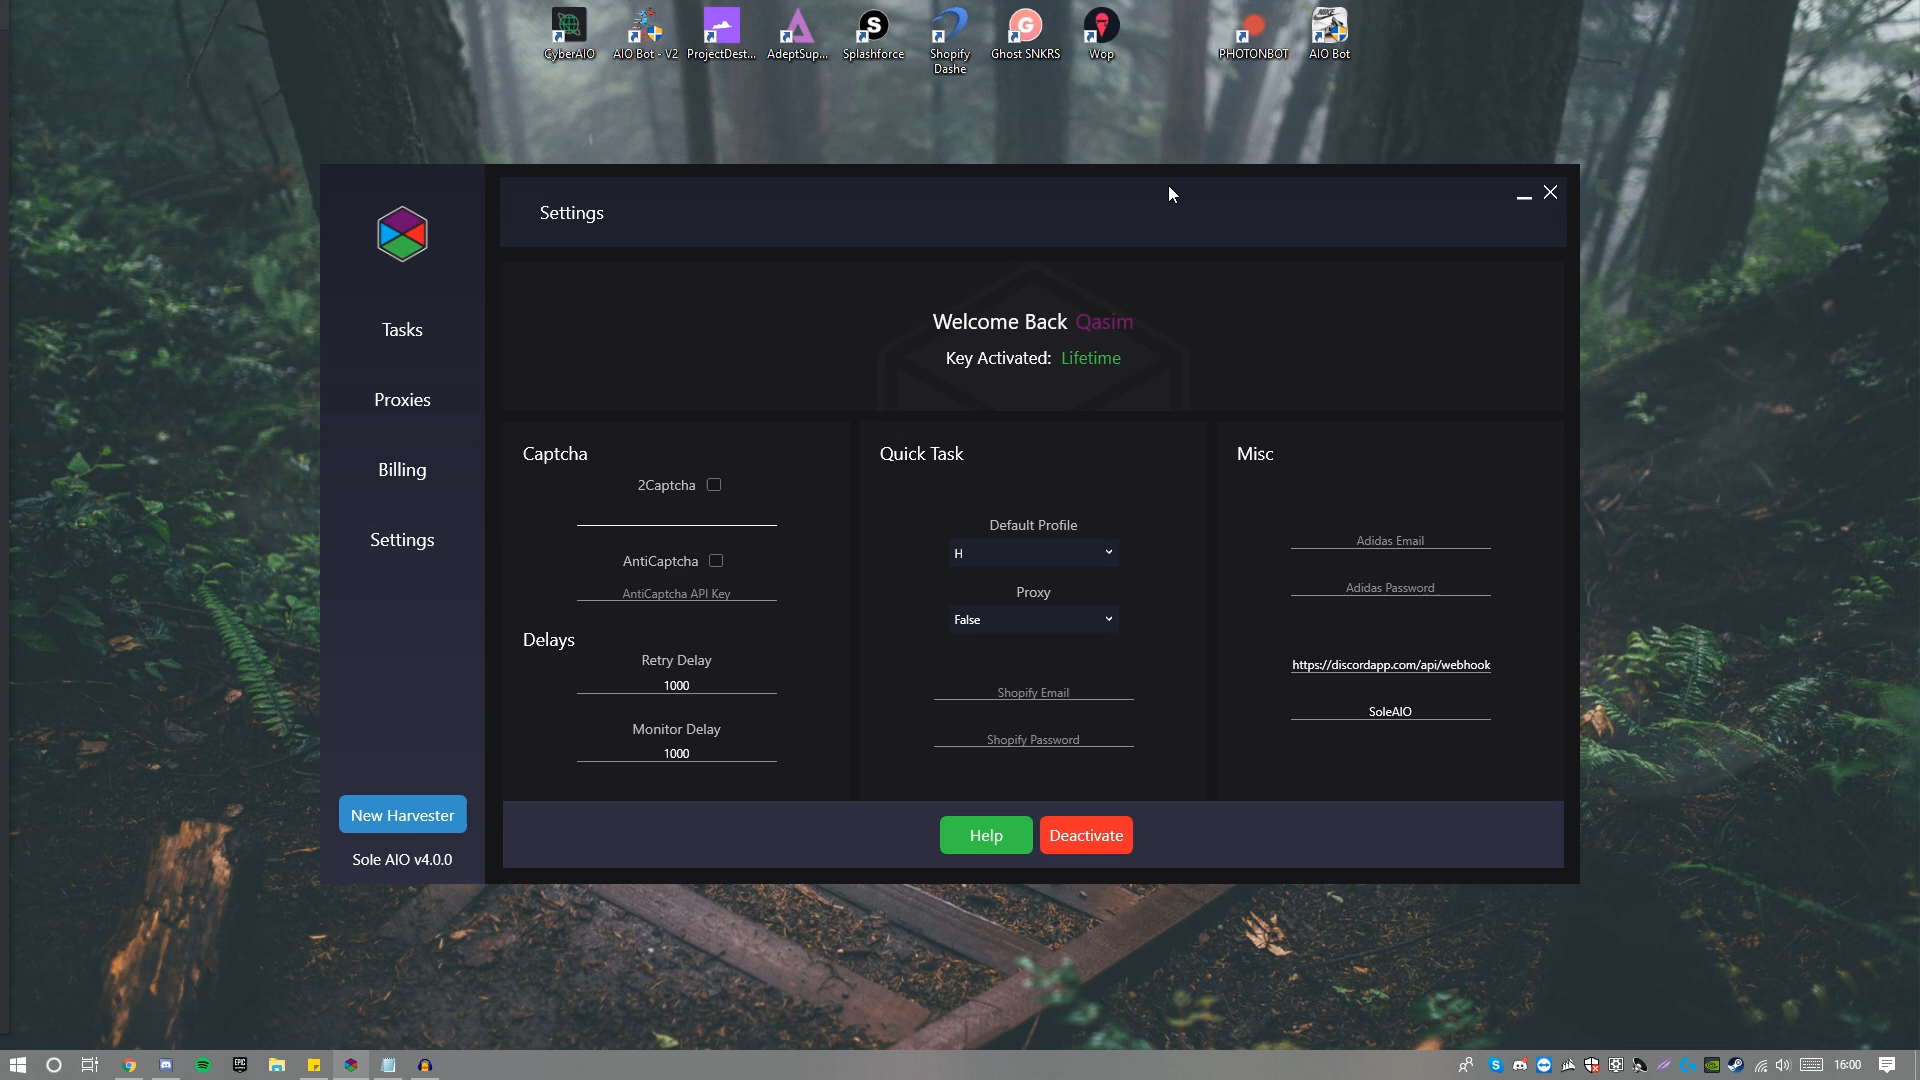 CyberAIO
AIO Bot - V2
ProjectDest...
AdeptSup...
Splashforce
Shopify
Dashe
Ghost SNKRS
Wop
PHOTONBOT
AIO Bot
Settings
Welcome Back Qasim
Key Activated: Lifetime
Tasks
Proxies
Billing
Settings
New Harvester
Sole AIO v4.0.0
Captcha
2Captcha
AntiCaptcha
AntiCaptcha API Key
Delays
Retry Delay
1000
Monitor Delay
1000
Quick Task
Default Profile
H
Proxy
False
Shopify Email
Shopify Password
Misc
Adidas Email
Adidas Password
https://discordapp.com/api/webhook
SoleAIO
Help
Deactivate
EPIC
16:00